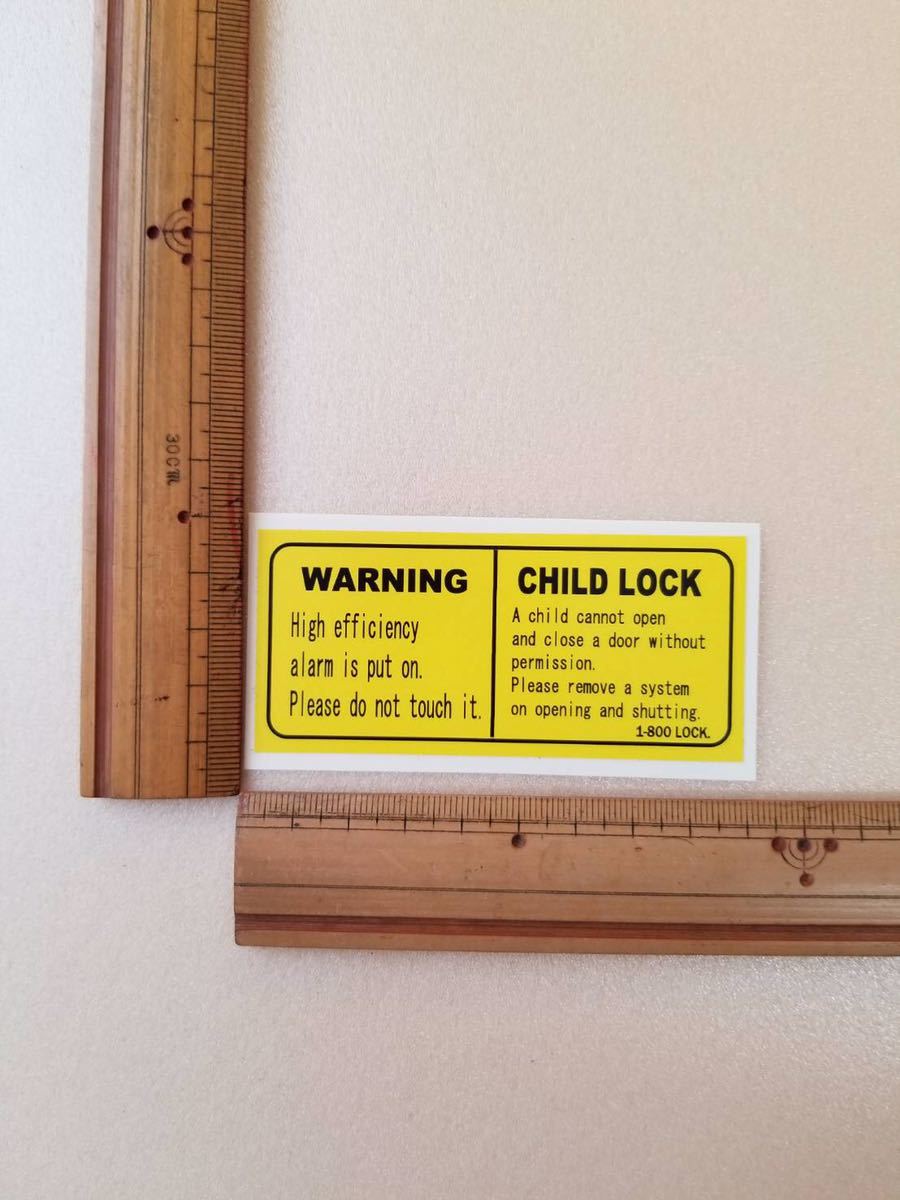 30CM
WARNING
High efficiency
alarm is put on.
Please do not touch it.
CHILD LOCK
A child cannot open
and close a door without
permission.
Please remove a system
on opening and shutting.
1-800 LOCK.